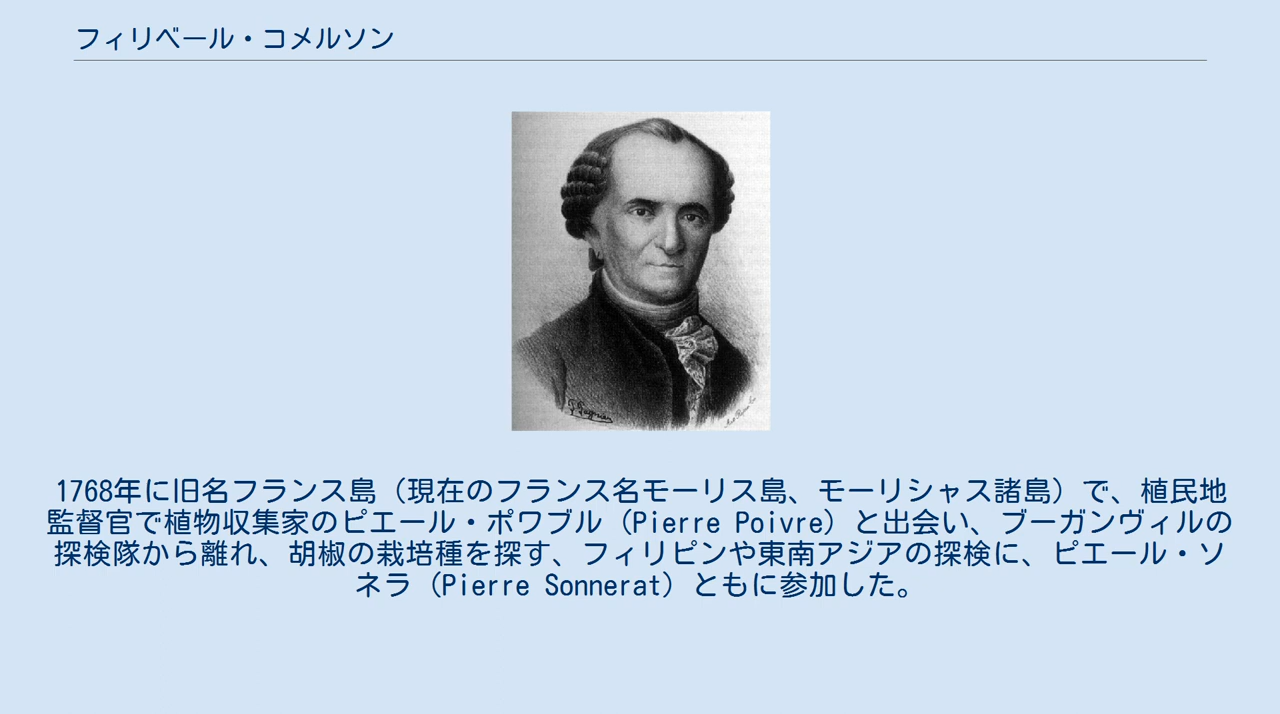 フィリベール・コメルソン
1768年に旧名フランス島（現在のフランス名モーリス島、モーリシャス諸島）で、植民地
監督官で植物収集家のピエール・ポワブル（Pierre Poivre）と出会い、ブーガンヴィルの
探検隊から離れ、胡椒の栽培種を探す、フィリピンや東南アジアの探検に、ピエール・ソ
ネラ（Pierre Sonnerat）ともに参加した。